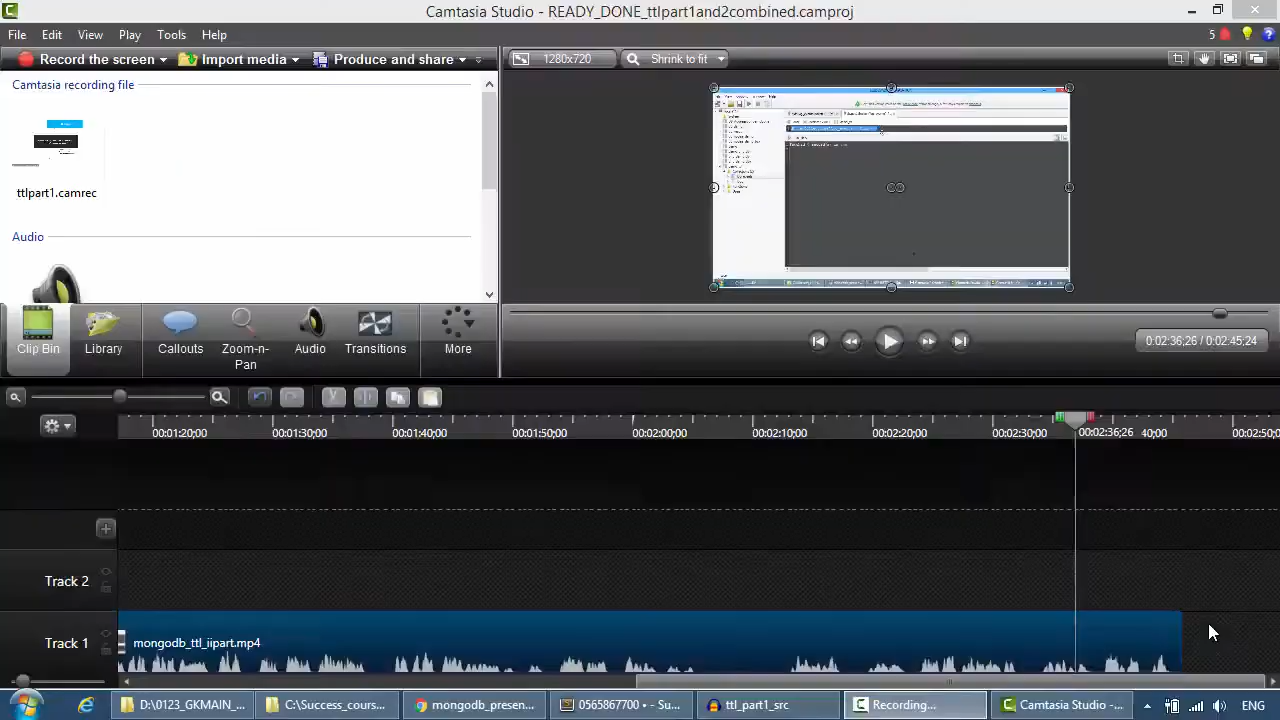 Camtasia Studio - READY_DONE_ttlpart1and2combined.camproj
File Edit View Play Tools Help 5
Record the screen Import media Produce and share 1280x720 Shrink to fit
Camtasia recording file
ttlpart1.camrec
Audio
Clip Bin Library Callouts Zoom-n-Pan Audio Transitions More
0:02:36;26 / 0:02:45;24
00:01:20;00 00:01:30;00 00:01:40;00 00:01:50;00 00:02:00;00 00:02:10;00 00:02:20;00 00:02:30;00 00:02:36;26 40;00 00:02:50;0
Track 2
Track 1 mongodb_ttl_iipart.mp4
D:\0123_GKMAIN_... C:\Success_cours... mongodb_presen... 0565867700 • - Su... ttl_part1_src Recording... Camtasia Studio -... ENG